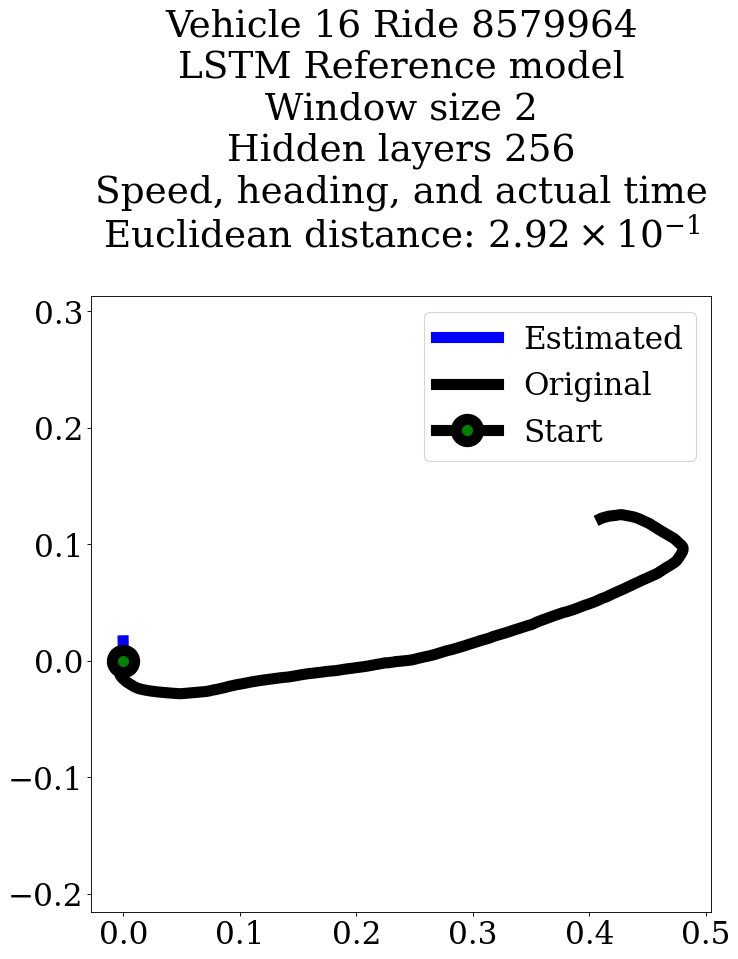 Vehicle 16 Ride 8579964
LSTM Reference model
Window size 2
Hidden layers 256
Speed, heading, and actual time
Euclidean distance: 2.92 × 10⁻¹
0.3
0.2
0.1
0.0
−0.1
−0.2
Estimated
Original
Start
0.0 0.1 0.2 0.3 0.4 0.5